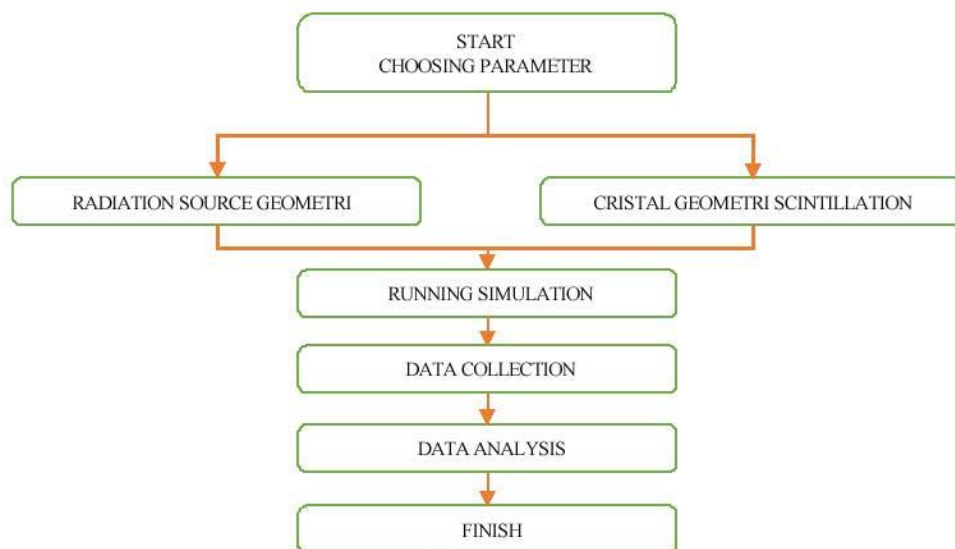 START
CHOOSING PARAMETER
RADIATION SOURCE GEOMETRI
CRISTAL GEOMETRI SCINTILLATION
RUNNING SIMULATION
DATA COLLECTION
DATA ANALYSIS
FINISH